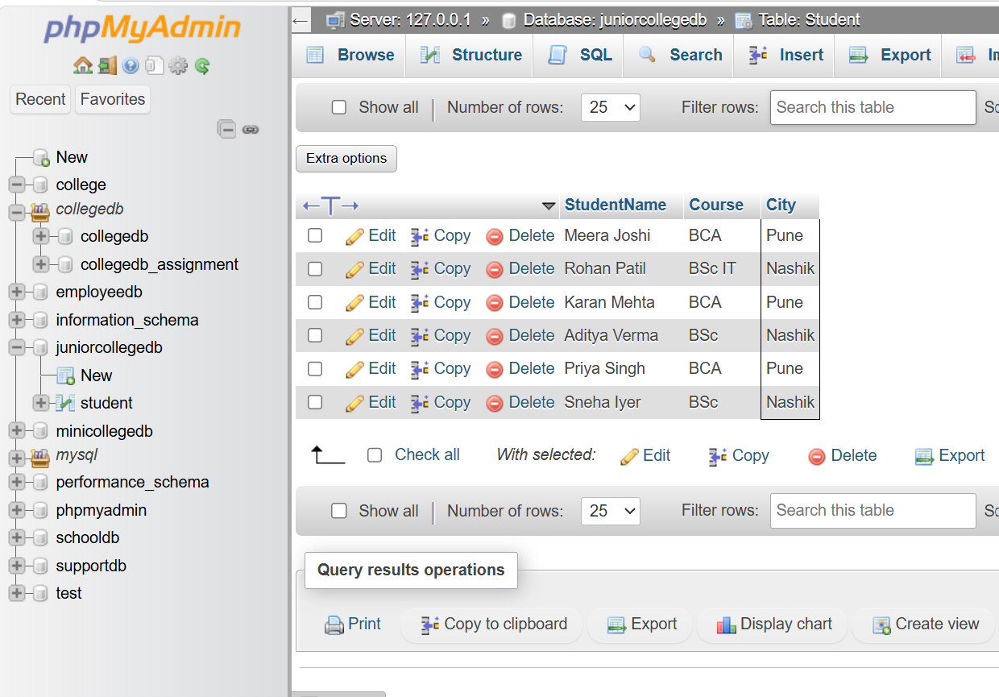 phpMyAdmin
Recent Favorites
New
college
collegedb
collegedb
collegedb_assignment
employeedb
information_schema
juniorcollegedb
New
student
minicollegedb
mysql
performance_schema
phpmyadmin
schooldb
supportdb
test
Server: 127.0.0.1 » Database: juniorcollegedb » Table: Student
Browse Structure SQL Search Insert Export
Show all Number of rows: 25 Filter rows: Search this table
Extra options
StudentName Course City
Edit Copy Delete Meera Joshi BCA Pune
Edit Copy Delete Rohan Patil BSc IT Nashik
Edit Copy Delete Karan Mehta BCA Pune
Edit Copy Delete Aditya Verma BSc Nashik
Edit Copy Delete Priya Singh BCA Pune
Edit Copy Delete Sneha Iyer BSc Nashik
Check all With selected: Edit Copy Delete Export
Show all Number of rows: 25 Filter rows: Search this table
Query results operations
Print Copy to clipboard Export Display chart Create view